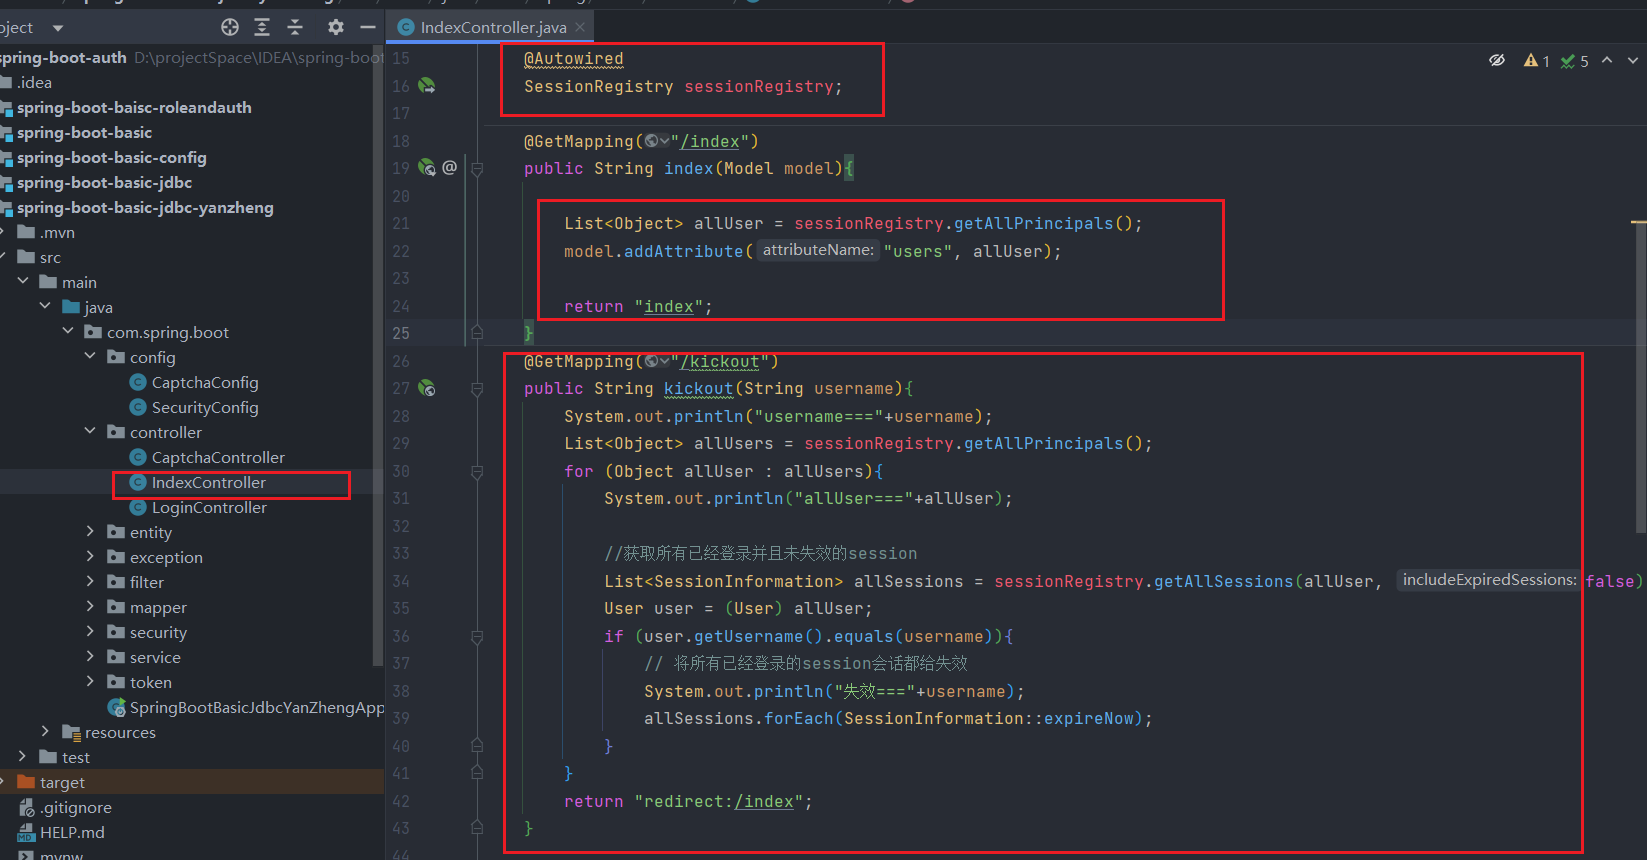 oject
IndexController.java
spring-boot-auth D:\projectSpace\IDEA\spring-boot
.idea
spring-boot-baisc-roleandauth
spring-boot-basic
spring-boot-basic-config
spring-boot-basic-jdbc
spring-boot-basic-jdbc-yanzheng
.mvn
src
main
java
com.spring.boot
config
CaptchaConfig
SecurityConfig
controller
CaptchaController
IndexController
LoginController
entity
exception
filter
mapper
security
service
token
SpringBootBasicJdbcYanZhengApp
resources
test
target
.gitignore
HELP.md
mvnw
1 5
15 @Autowired
16 SessionRegistry sessionRegistry;
17
18 @GetMapping("/index")
19 @ public String index(Model model){
20
21 List<Object> allUser = sessionRegistry.getAllPrincipals();
22 model.addAttribute( attributeName: "users", allUser);
23
24 return "index";
25 }
26 @GetMapping("/kickout")
27 public String kickout(String username){
28 System.out.println("username==="+username);
29 List<Object> allUsers = sessionRegistry.getAllPrincipals();
30 for (Object allUser : allUsers){
31 System.out.println("allUser==="+allUser);
32
33 //获取所有已经登录并且未失效的session
34 List<SessionInformation> allSessions = sessionRegistry.getAllSessions(allUser, includeExpiredSessions: false)
35 User user = (User) allUser;
36 if (user.getUsername().equals(username)){
37 // 将所有已经登录的session会话都给失效
38 System.out.println("失效==="+username);
39 allSessions.forEach(SessionInformation::expireNow);
40 }
41 }
42 return "redirect:/index";
43 }
44